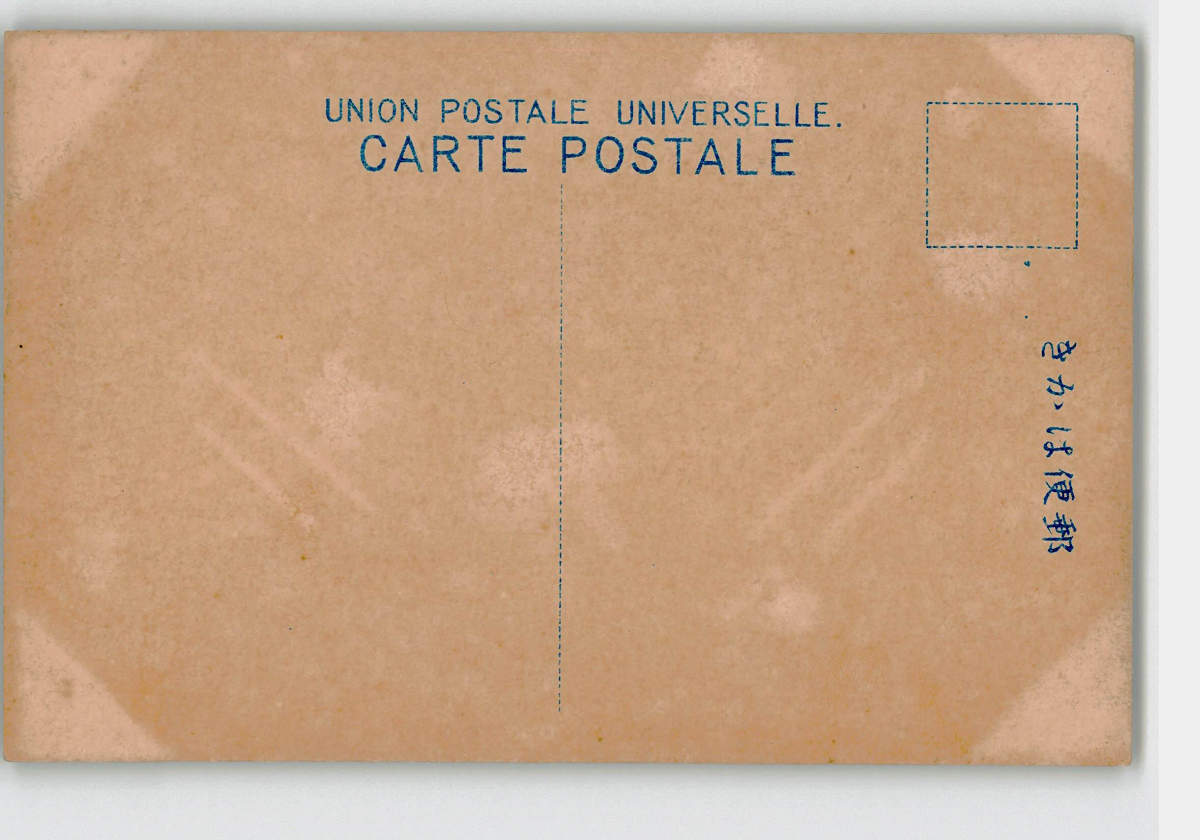 UNION POSTALE UNIVERSELLE.
CARTE POSTALE
郵便はかき